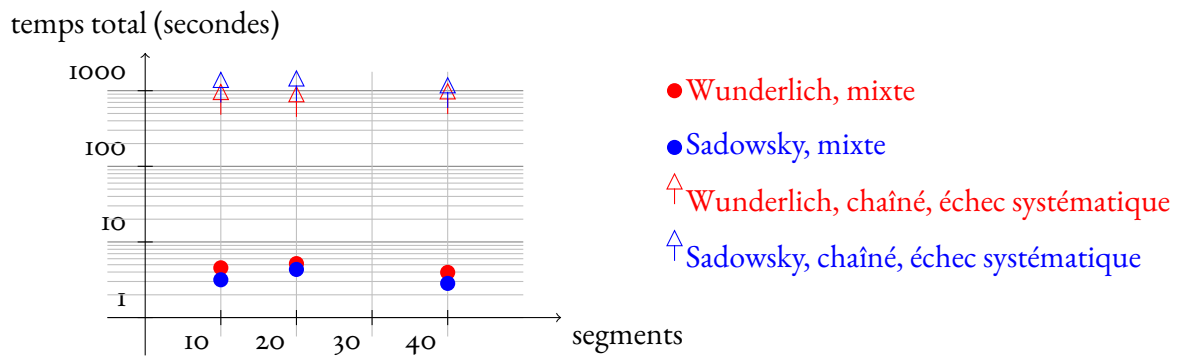 temps total (secondes)
1000
100
10
1
10 20 30 40
segments
Wunderlich, mixte
Sadowsky, mixte
Wunderlich, chaîné, échec systématique
Sadowsky, chaîné, échec systématique